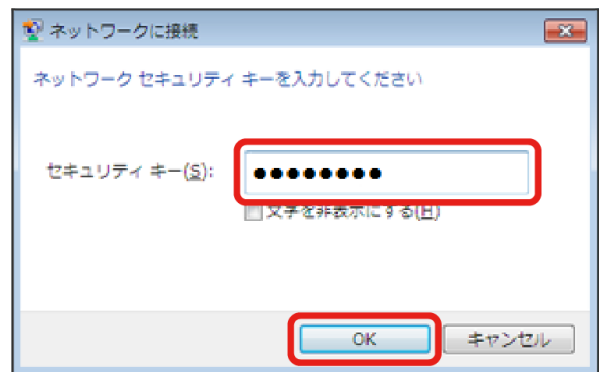 ネットワークに接続
ネットワーク セキュリティ キーを入力してください
セキュリティ キー(S): ●●●●●●●●
文字を非表示にする(H)
OK キャンセル